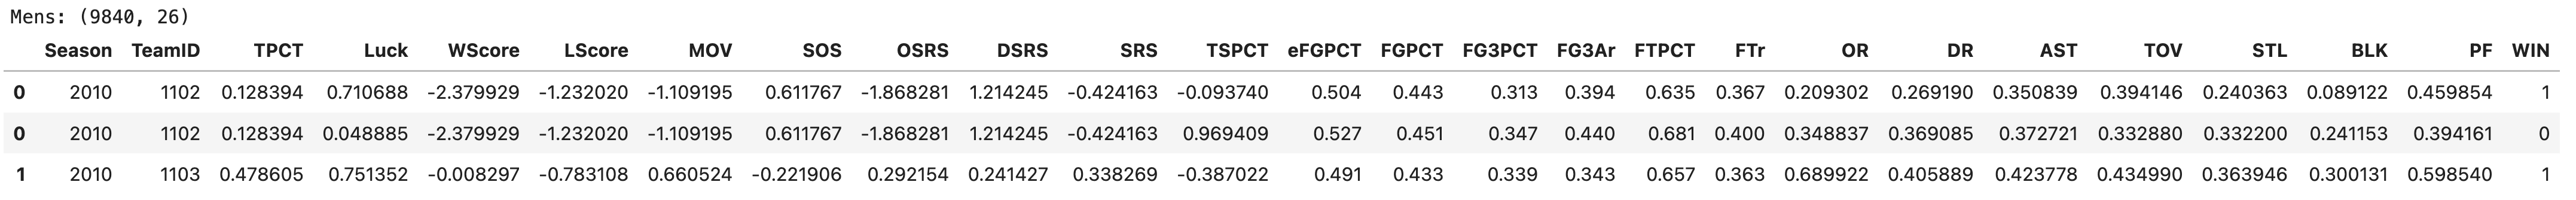 Mens: (9840, 26)
Season TeamID TPCT Luck WScore LScore MOV SOS OSRS DSRS SRS TSPCT eFGPCT FGPCT FG3PCT FG3Ar FTPCT FTr OR DR AST TOV STL BLK PF WIN
0 2010 1102 0.128394 0.710688 -2.379929 -1.232020 -1.109195 0.611767 -1.868281 1.214245 -0.424163 -0.093740 0.504 0.443 0.313 0.394 0.635 0.367 0.209302 0.269190 0.350839 0.394146 0.240363 0.089122 0.459854 1
0 2010 1102 0.128394 0.048885 -2.379929 -1.232020 -1.109195 0.611767 -1.868281 1.214245 -0.424163 0.969409 0.527 0.451 0.347 0.440 0.681 0.400 0.348837 0.369085 0.372721 0.332880 0.332200 0.241153 0.394161 0
1 2010 1103 0.478605 0.751352 -0.008297 -0.783108 0.660524 -0.221906 0.292154 0.241427 0.338269 -0.387022 0.491 0.433 0.339 0.343 0.657 0.363 0.689922 0.405889 0.423778 0.434990 0.363946 0.300131 0.598540 1